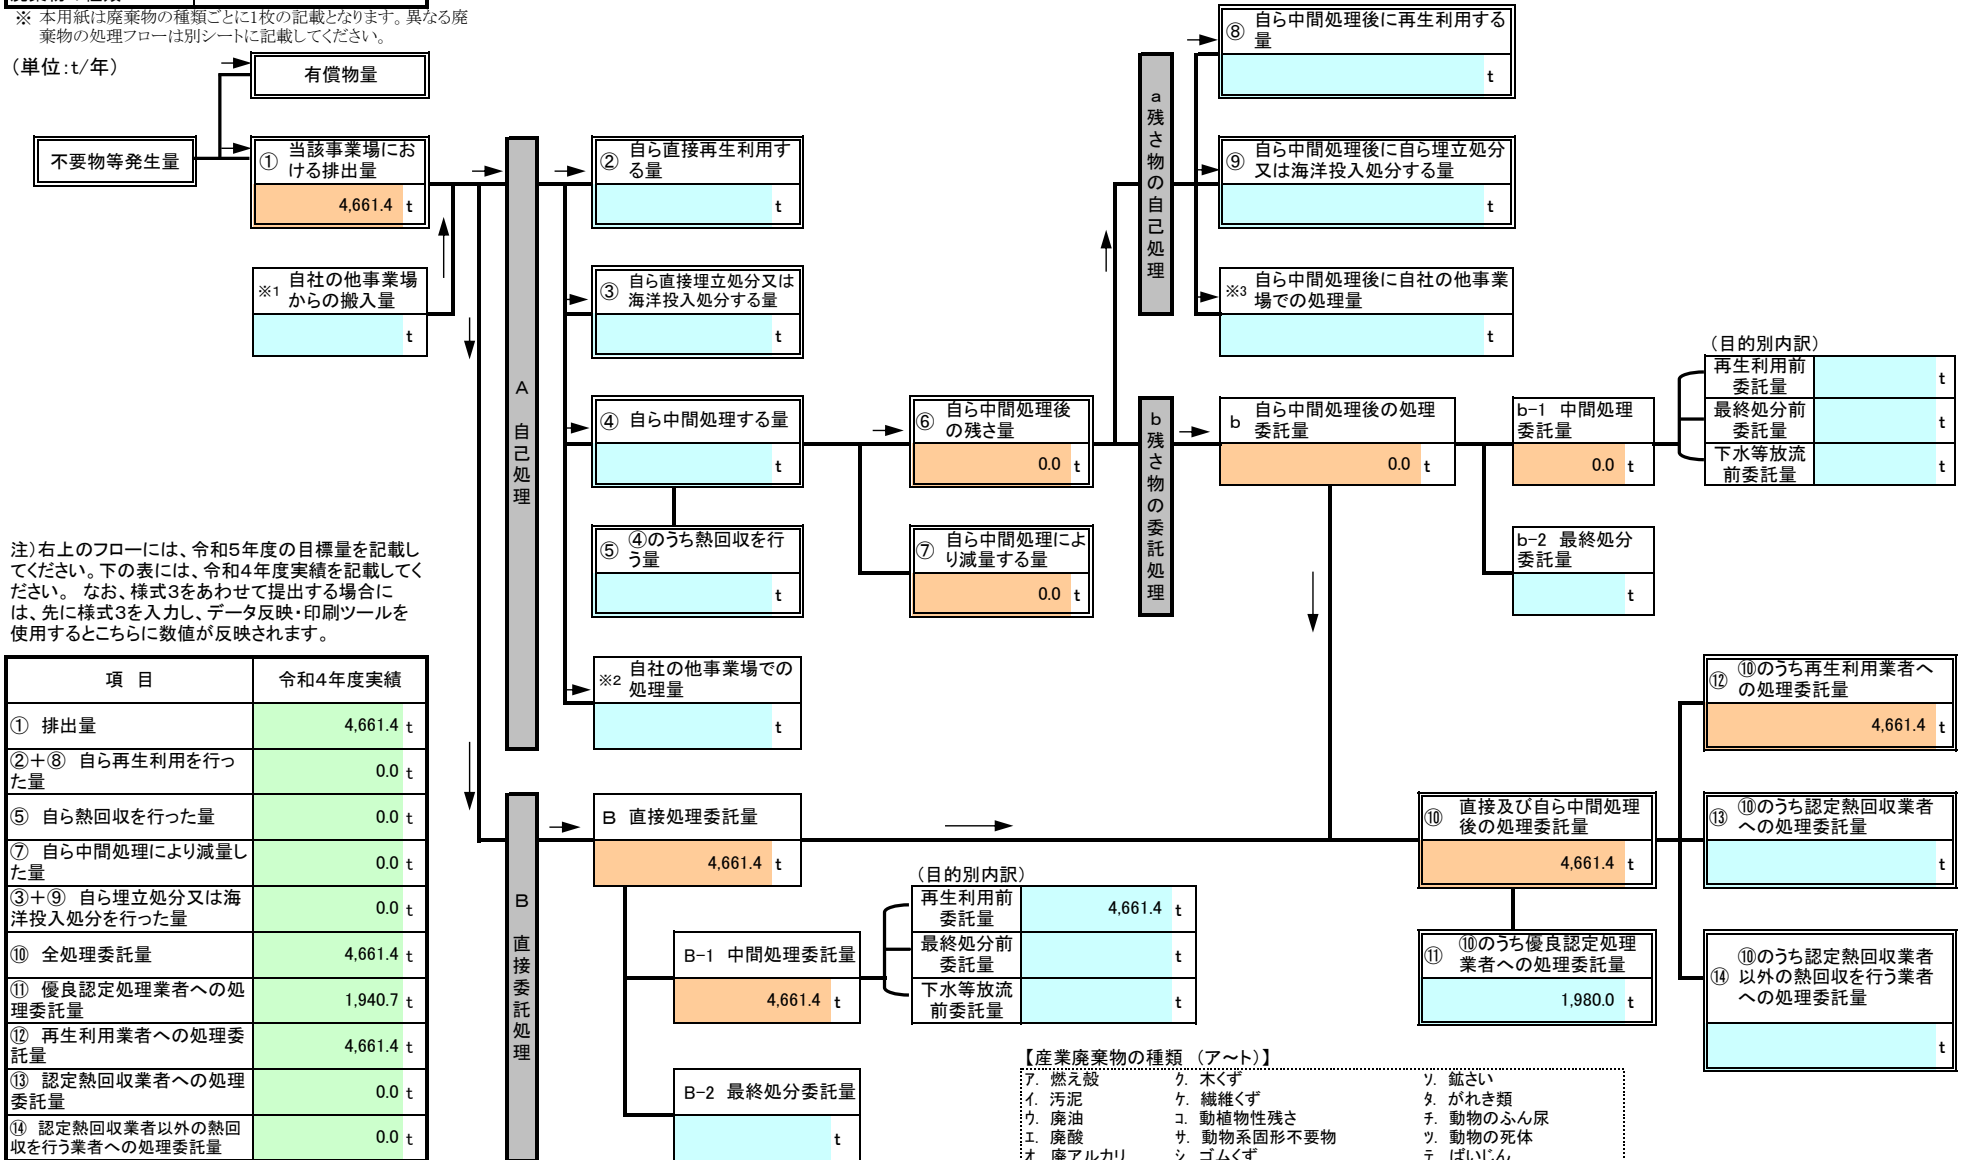 ※ 本用紙は廃棄物の種類ごとに1枚の記載となります。異なる廃
棄物の処理フローは別シートに記載してください。
(単位:t/年)
有償物量
不要物等発生量
① 当該事業場にお
ける排出量
4,661.4 t
※1 自社の他事業場
からの搬入量
t
A 自己処理
② 自ら直接再生利用す
る量
t
③ 自ら直接埋立処分又は
海洋投入処分する量
t
④ 自ら中間処理する量
t
⑤ ④のうち熱回収を行
う量
t
※2 自社の他事業場での
処理量
t
⑥ 自ら中間処理後
の残さ量
0.0 t
⑦ 自ら中間処理によ
り減量する量
0.0 t
a 残さ物の自己処理
⑧ 自ら中間処理後に再生利用する
量
t
⑨ 自ら中間処理後に自ら埋立処分
又は海洋投入処分する量
t
※3 自ら中間処理後に自社の他事業
場での処理量
t
b 残さ物の委託処理
b 自ら中間処理後の処理
委託量
0.0 t
b-1 中間処理
委託量
0.0 t
b-2 最終処分
委託量
t
(目的別内訳)
再生利用前
委託量
t
最終処分前
委託量
t
下水等放流
前委託量
t
注)右上のフローには、令和5年度の目標量を記載し
てください。下の表には、令和4年度実績を記載してく
ださい。 なお、様式3をあわせて提出する場合に
は、先に様式3を入力し、データ反映・印刷ツールを
使用するとこちらに数値が反映されます。
項 目 令和4年度実績
① 排出量 4,661.4 t
②+⑧ 自ら再生利用を行っ
た量 0.0 t
⑤ 自ら熱回収を行った量 0.0 t
⑦ 自ら中間処理により減量し
た量 0.0 t
③+⑨ 自ら埋立処分又は海
洋投入処分を行った量 0.0 t
⑩ 全処理委託量 4,661.4 t
⑪ 優良認定処理業者への処
理委託量 1,940.7 t
⑫ 再生利用業者への処理委
託量 4,661.4 t
⑬ 認定熱回収業者への処理
委託量 0.0 t
⑭ 認定熱回収業者以外の熱回
収を行う業者への処理委託量 0.0 t
B 直接委託処理
B 直接処理委託量
4,661.4 t
B-1 中間処理委託量
4,661.4 t
B-2 最終処分委託量
t
(目的別内訳)
再生利用前
委託量
4,661.4 t
最終処分前
委託量
t
下水等放流
前委託量
t
⑩ 直接及び自ら中間処理
後の処理委託量
4,661.4 t
⑪ ⑩のうち優良認定処理
業者への処理委託量
1,980.0 t
⑫ ⑩のうち再生利用業者へ
の処理委託量
4,661.4 t
⑬ ⑩のうち認定熱回収業者
への処理委託量
t
⑭ ⑩のうち認定熱回収業者
以外の熱回収を行う業者
への処理委託量
t
【産業廃棄物の種類 (ア~ト)】
ア. 燃え殻 ク. 木くず ソ. 鉱さい
イ. 汚泥 ケ. 繊維くず タ. がれき類
ウ. 廃油 コ. 動植物性残さ チ. 動物のふん尿
エ. 廃酸 サ. 動物系固形不要物 ツ. 動物の死体
オ. 廃アルカリ シ. ゴムくず テ. ばいじん